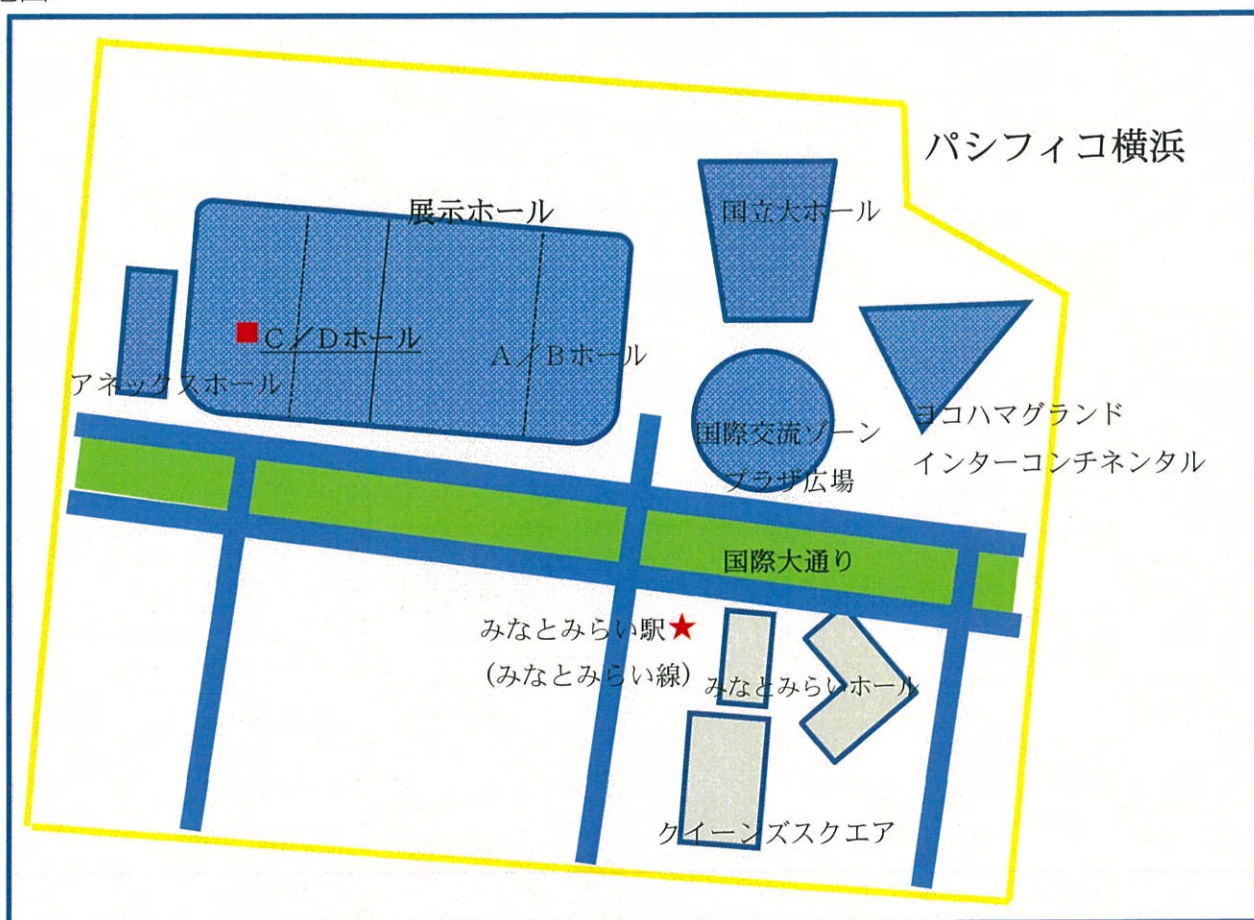 パシフィコ横浜
国立大ホール
展示ホール
C/Dホール
A/Bホール
アネックスホール
国際交流ゾーン
プラザ広場
ヨコハマグランド
インターコンチネンタル
国際大通り
みなとみらい駅★
(みなとみらい線)
みなとみらいホール
クイーンズスクエア